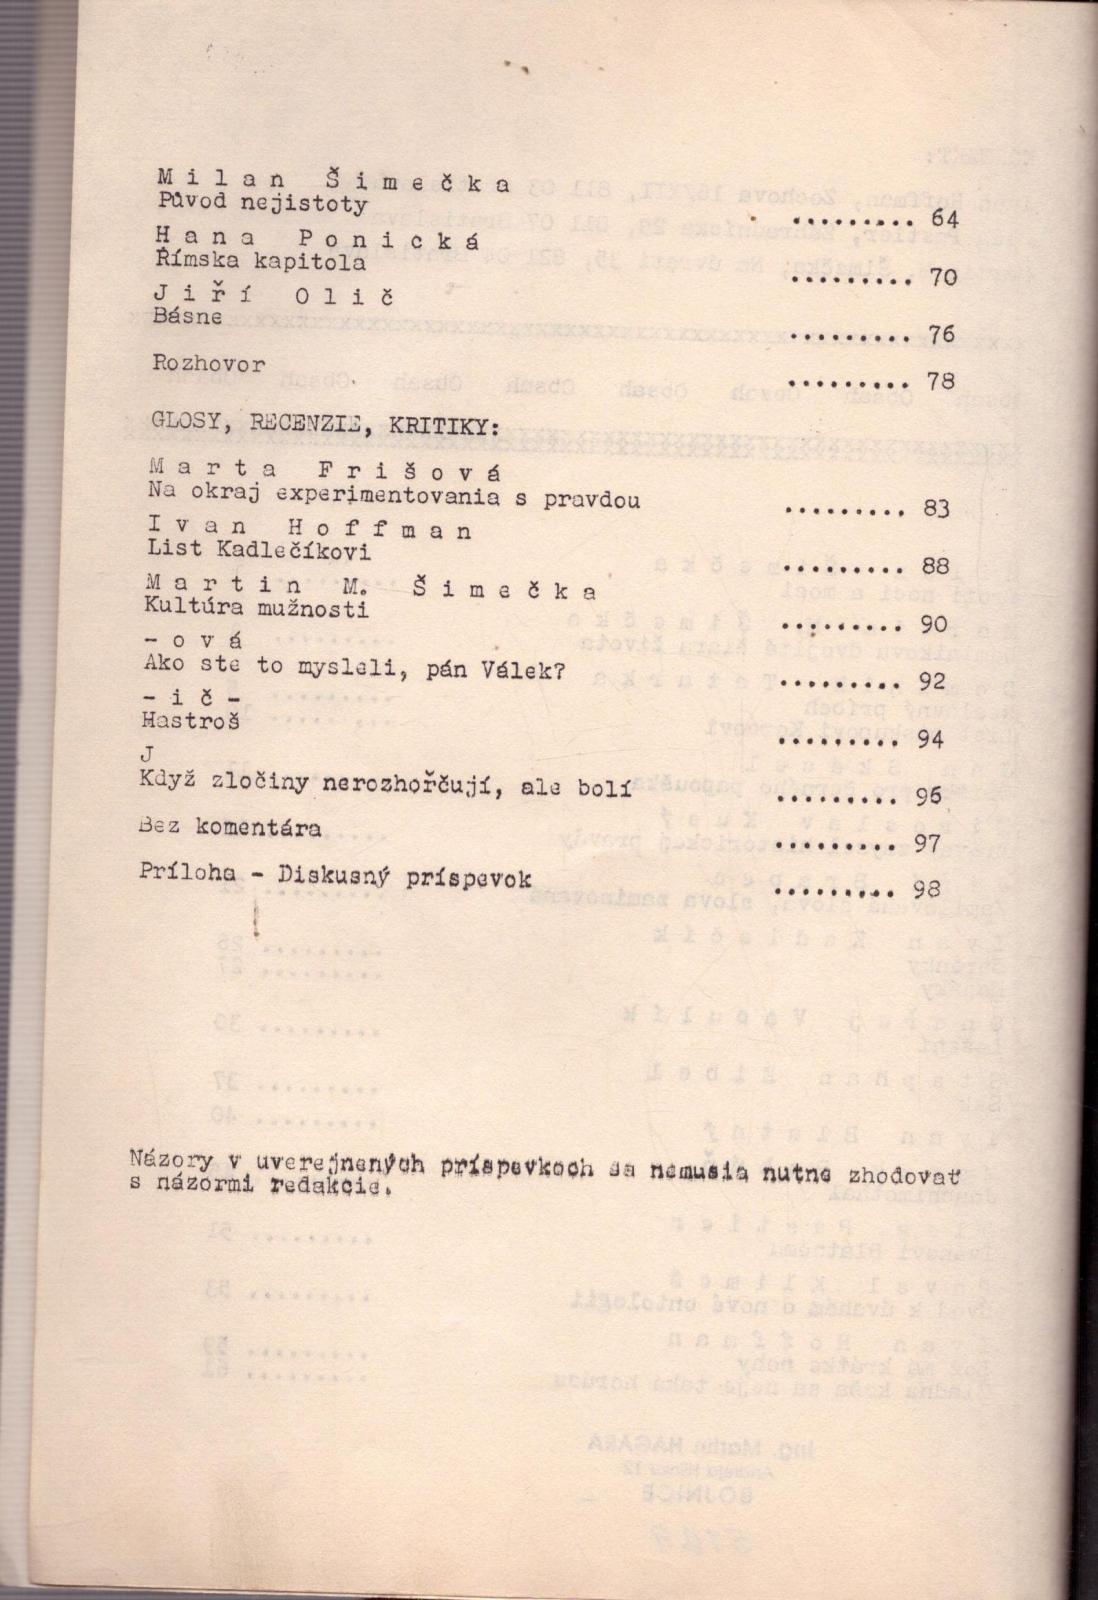 Milan Šimečka
Původ nejistoty ......... 64
Hana Ponická
Římska kapitola ......... 70
Jiří Olič
Básne ......... 76
Rozhovor ......... 78
GLOSY, RECENZIE, KRITIKY:
Marta Frišová
Na okraj experimentovania s pravdou ......... 83
Ivan Hoffman
List Kadlečíkovi ......... 88
Martin M. Šimečka
Kultúra mužnosti ......... 90
-ová
Ako ste to mysleli, pán Válek? ......... 92
-ič-
Hastroš ......... 94
J
Když zločiny nerozhořčují, ale bolí ......... 96
Bez komentára ......... 97
Príloha - Diskusný príspevok ......... 98
Názory v uverejnených príspevkoch sa nemusia nutne zhodovať
s názormi redakcie.